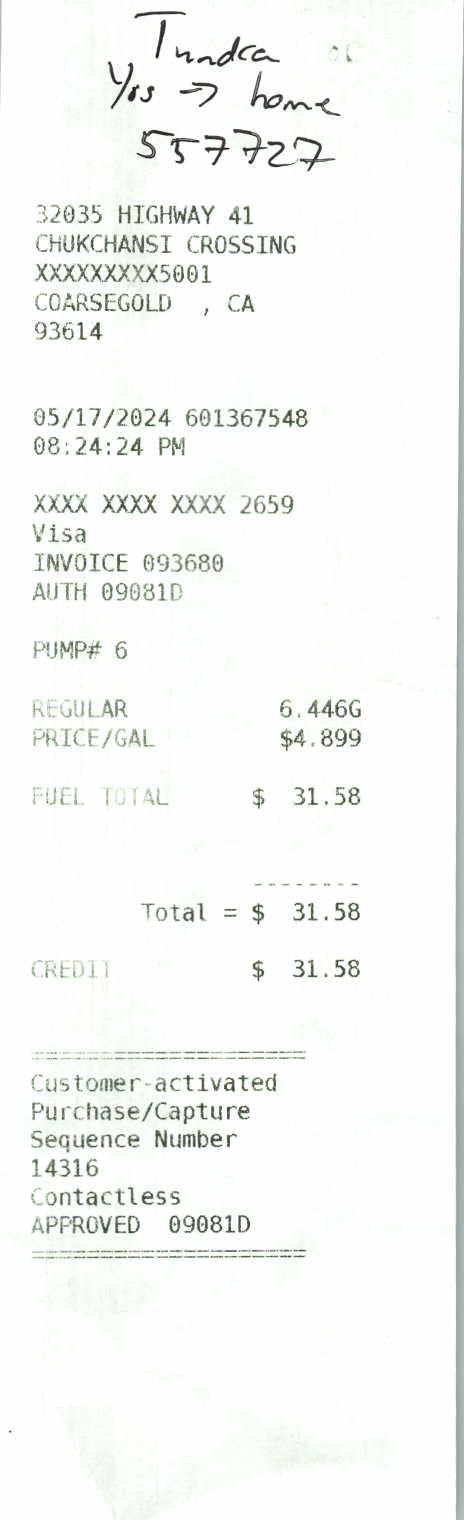 Tundra
Yos → home
557727
32035 HIGHWAY 41
CHUKCHANSI CROSSING
XXXXXXXXX5001
COARSEGOLD , CA
93614
05/17/2024 601367548
08:24:24 PM
XXXX XXXX XXXX 2659
Visa
INVOICE 093680
AUTH 09081D
PUMP# 6
REGULAR 6.446G
PRICE/GAL $4.899
FUEL TOTAL $ 31.58
--------
Total = $ 31.58
CREDIT $ 31.58
====================
Customer-activated
Purchase/Capture
Sequence Number
14316
Contactless
APPROVED 09081D
====================